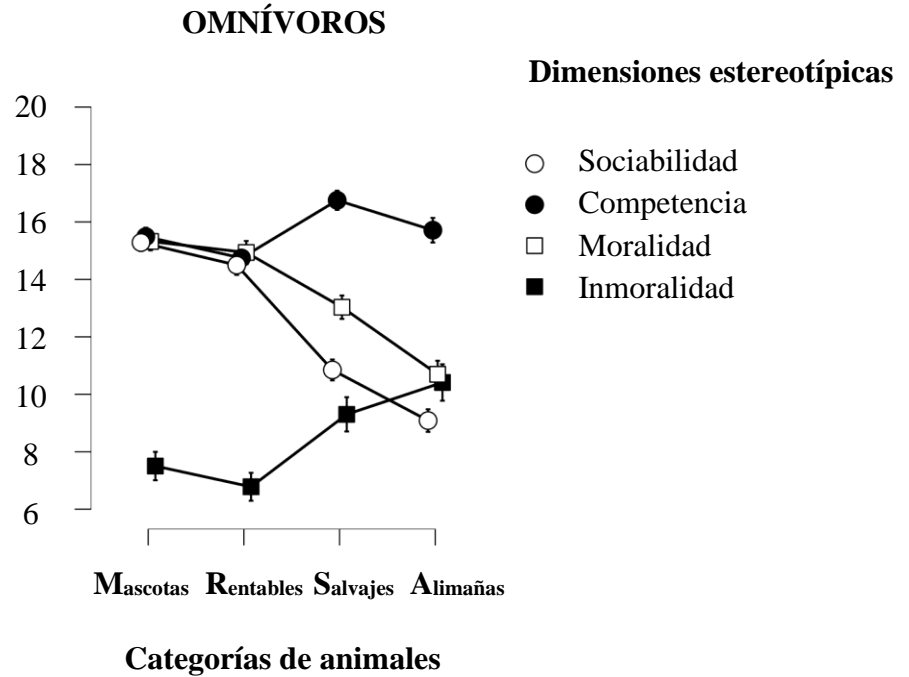 OMNÍVOROS
Dimensiones estereotípicas
Sociabilidad
Competencia
Moralidad
Inmoralidad
20
18
16
14
12
10
8
6
Mascotas Rentables Salvajes Alimañas
Categorías de animales